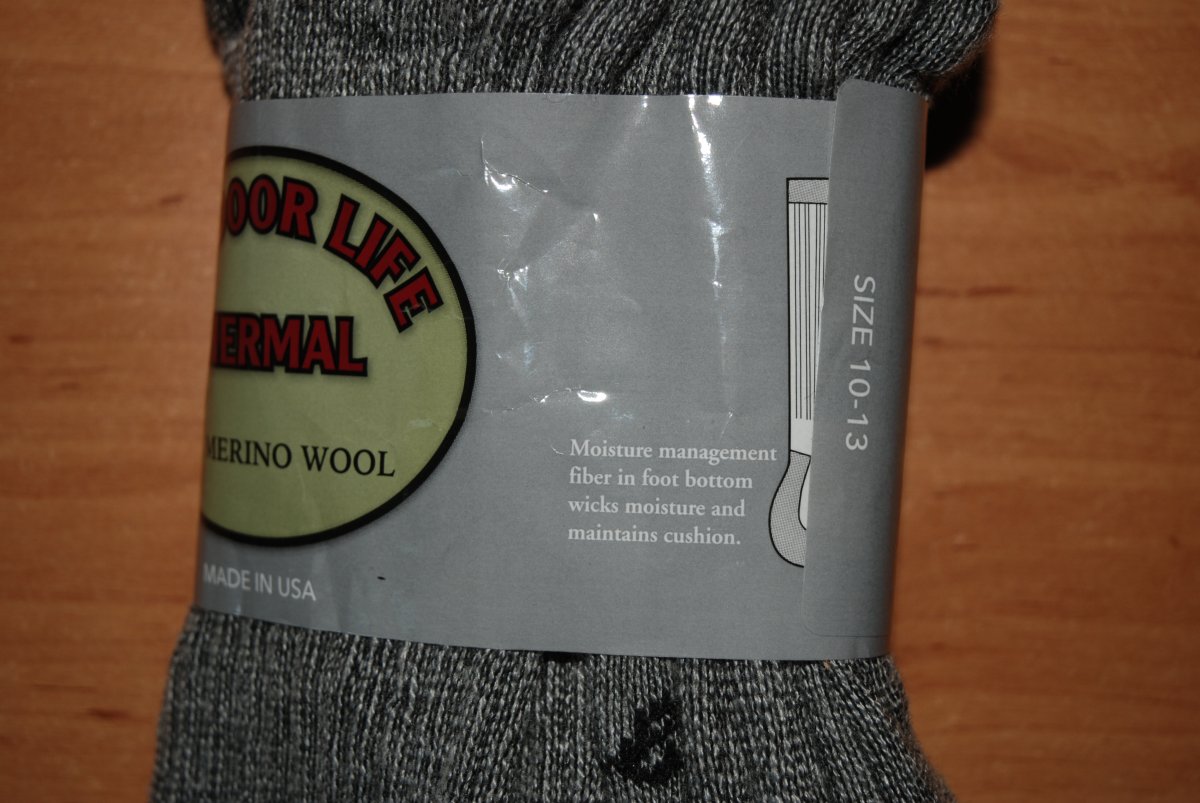 OOR LIFE
ERMAL
MERINO WOOL
MADE IN USA
Moisture management
fiber in foot bottom
wicks moisture and
maintains cushion.
SIZE 10-13